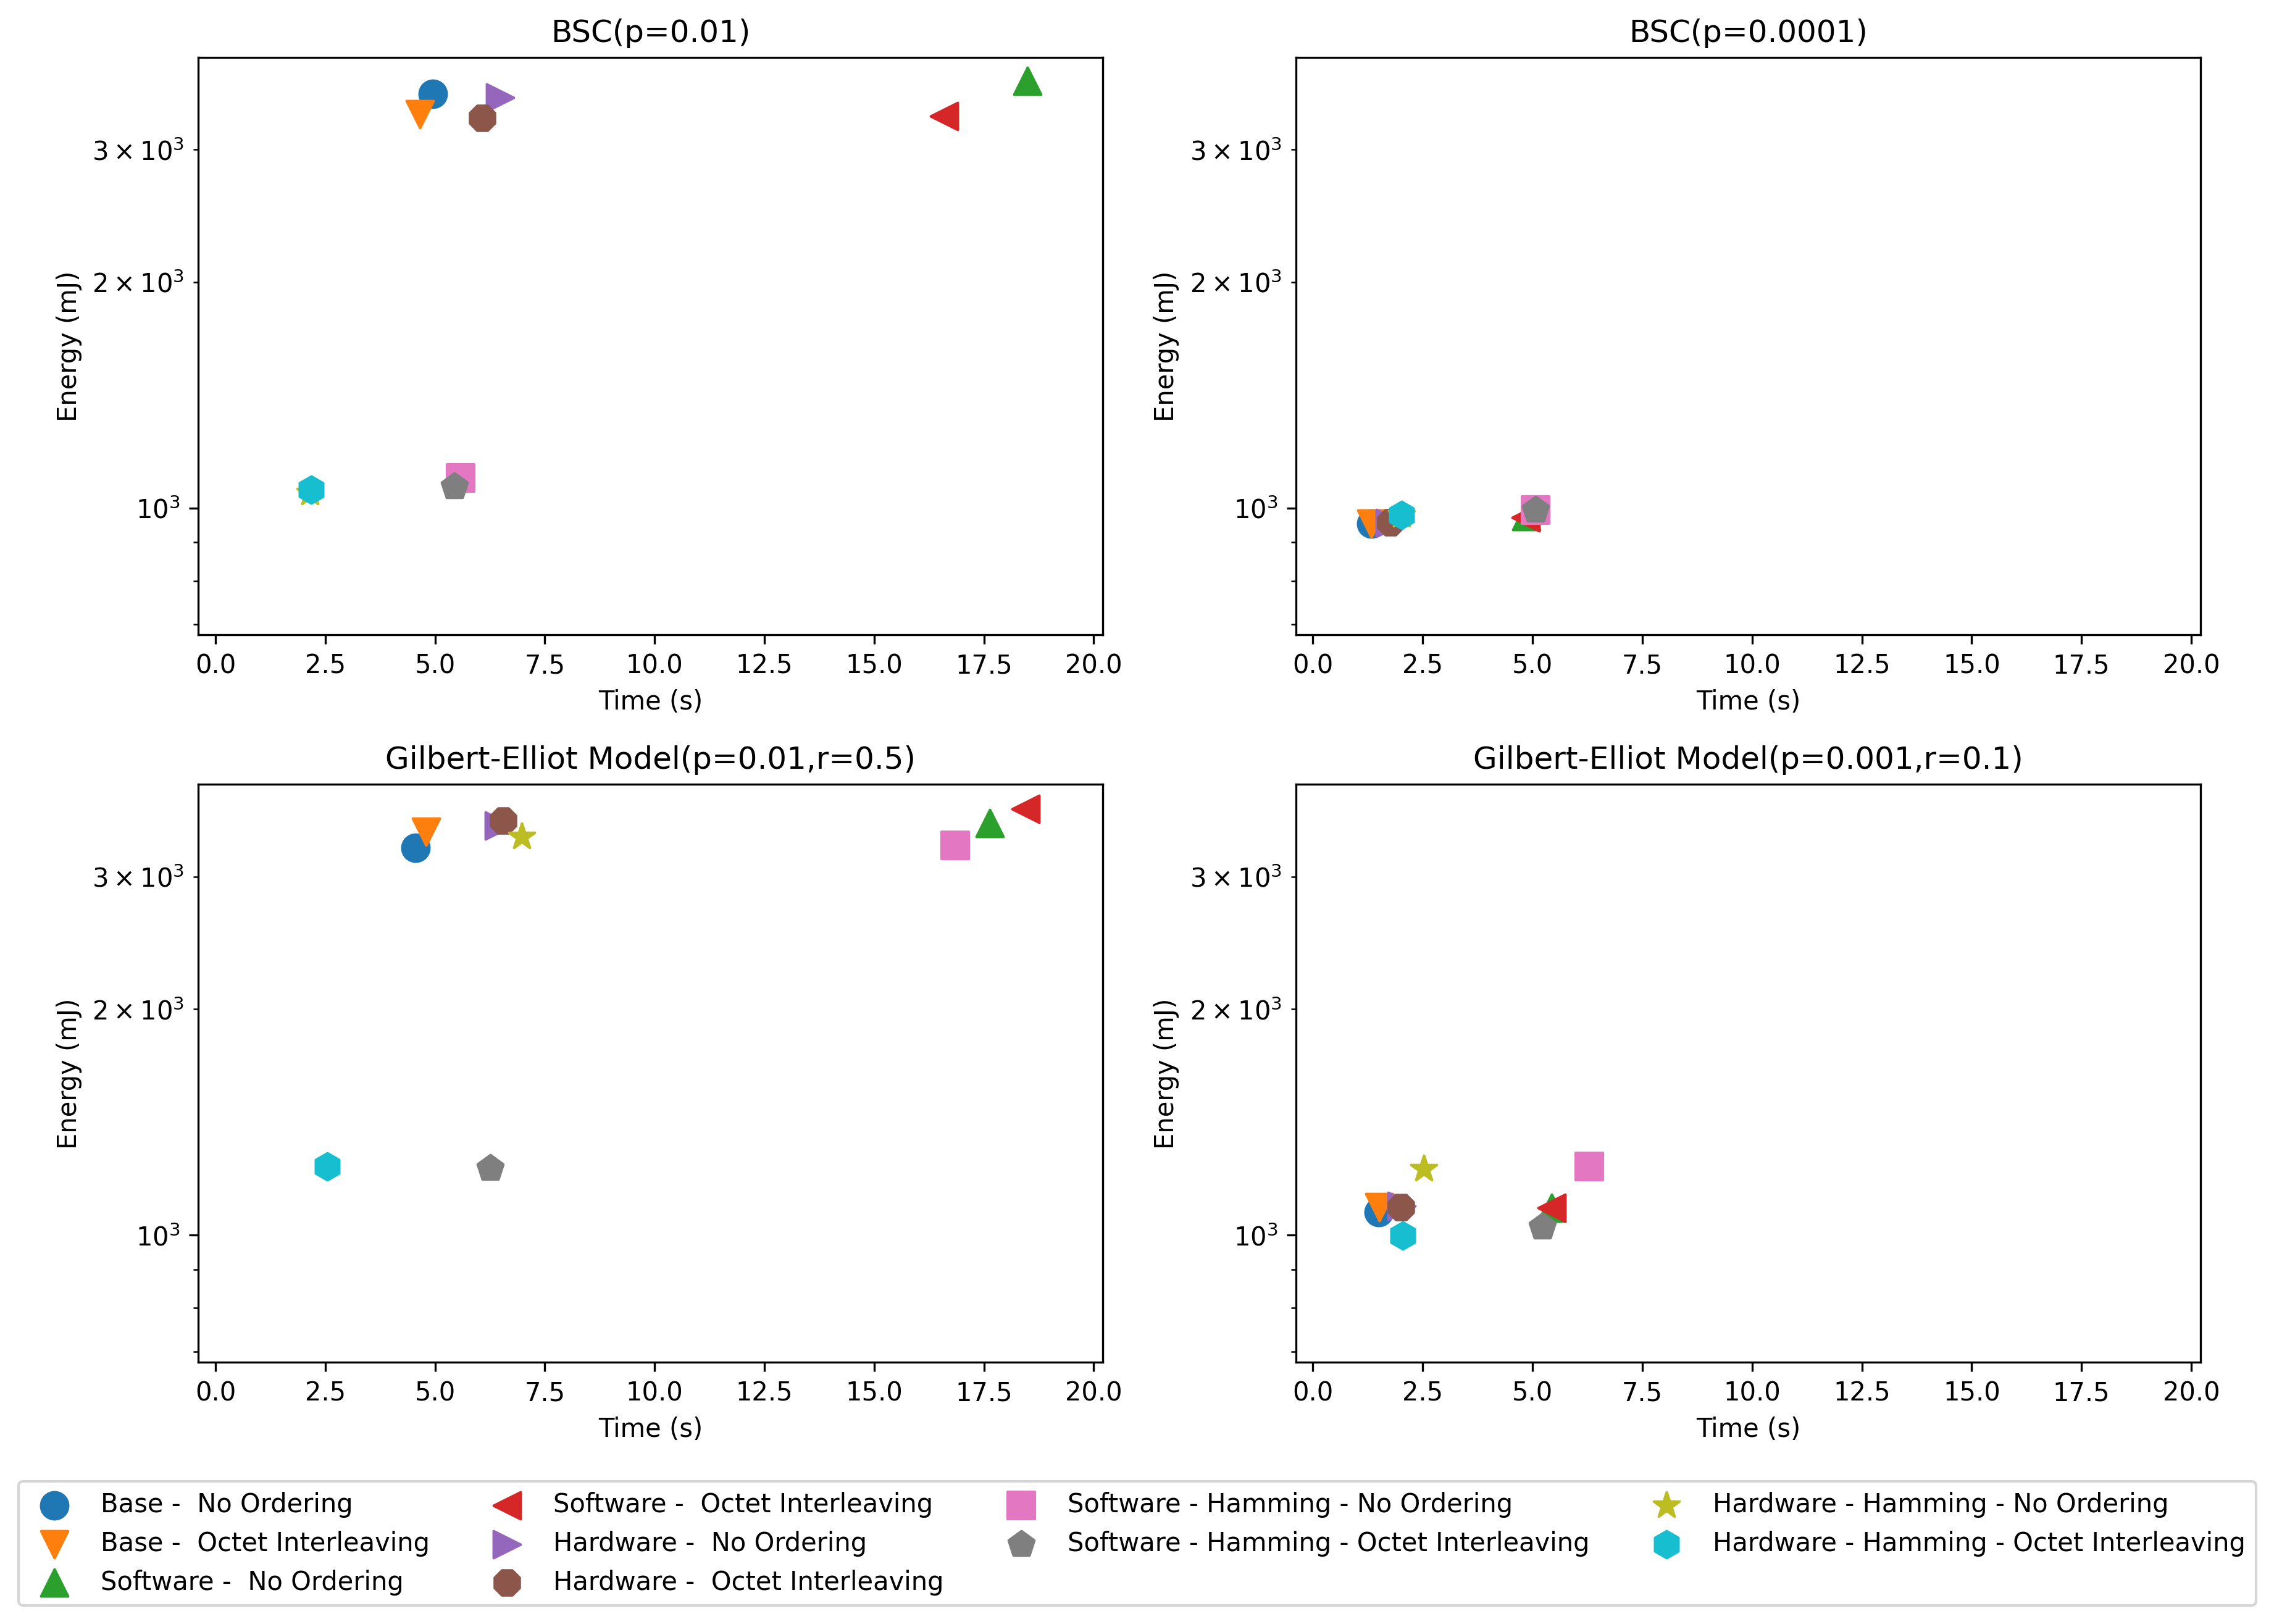 BSC(p=0.01)
3 × 10³
2 × 10³
10³
Energy (mJ)
0.0 2.5 5.0 7.5 10.0 12.5 15.0 17.5 20.0
Time (s)
BSC(p=0.0001)
3 × 10³
2 × 10³
10³
Energy (mJ)
0.0 2.5 5.0 7.5 10.0 12.5 15.0 17.5 20.0
Time (s)
Gilbert-Elliot Model(p=0.01,r=0.5)
3 × 10³
2 × 10³
10³
Energy (mJ)
0.0 2.5 5.0 7.5 10.0 12.5 15.0 17.5 20.0
Time (s)
Gilbert-Elliot Model(p=0.001,r=0.1)
3 × 10³
2 × 10³
10³
Energy (mJ)
0.0 2.5 5.0 7.5 10.0 12.5 15.0 17.5 20.0
Time (s)
Base -  No Ordering
Base -  Octet Interleaving
Software -  No Ordering
Software -  Octet Interleaving
Hardware -  No Ordering
Hardware -  Octet Interleaving
Software - Hamming - No Ordering
Software - Hamming - Octet Interleaving
Hardware - Hamming - No Ordering
Hardware - Hamming - Octet Interleaving